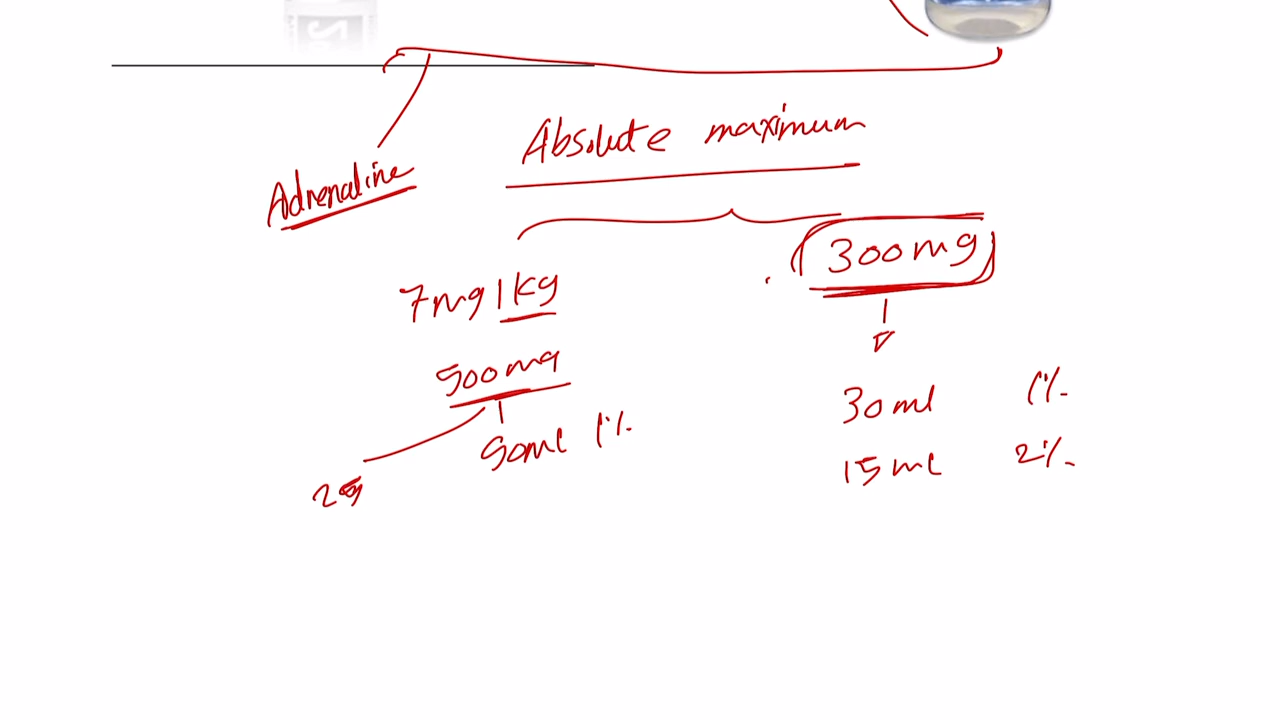 Absolute maximum
Adrenaline
300mg
7mg/kg
500mg
30ml 1%
50ml 1%
15ml 2%